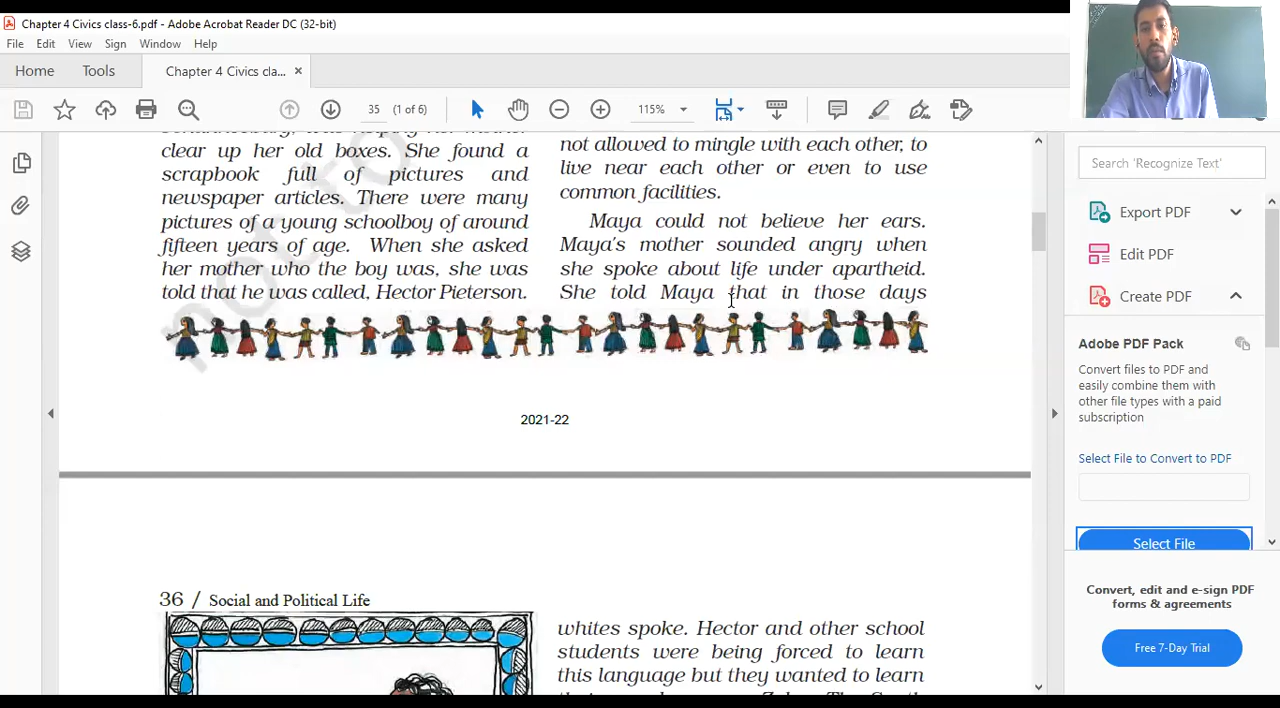 Chapter 4 Civics class-6.pdf - Adobe Acrobat Reader DC (32-bit)
File Edit View Sign Window Help
Home Tools Chapter 4 Civics cla... ×
35 (1 of 6) 115%
clear up her old boxes. She found a
scrapbook full of pictures and
newspaper articles. There were many
pictures of a young schoolboy of around
fifteen years of age. When she asked
her mother who the boy was, she was
told that he was called, Hector Pieterson.
not to
not allowed to mingle with each other, to
live near each other or even to use
common facilities.
Maya could not believe her ears.
Maya's mother sounded angry when
she spoke about life under apartheid.
She told Maya that in those days
2021-22
36 / Social and Political Life
whites spoke. Hector and other school
students were being forced to learn
this language but they wanted to learn
Search 'Recognize Text'
Export PDF
Edit PDF
Create PDF
Adobe PDF Pack
Convert files to PDF and
easily combine them with
other file types with a paid
subscription
Select File to Convert to PDF
Select File
Convert, edit and e-sign PDF
forms & agreements
Free 7-Day Trial